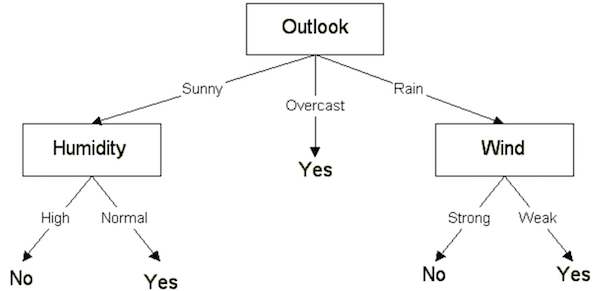 Outlook
Sunny
Overcast
Rain
Humidity
Yes
Wind
High
Normal
Strong
Weak
No
Yes
No
Yes